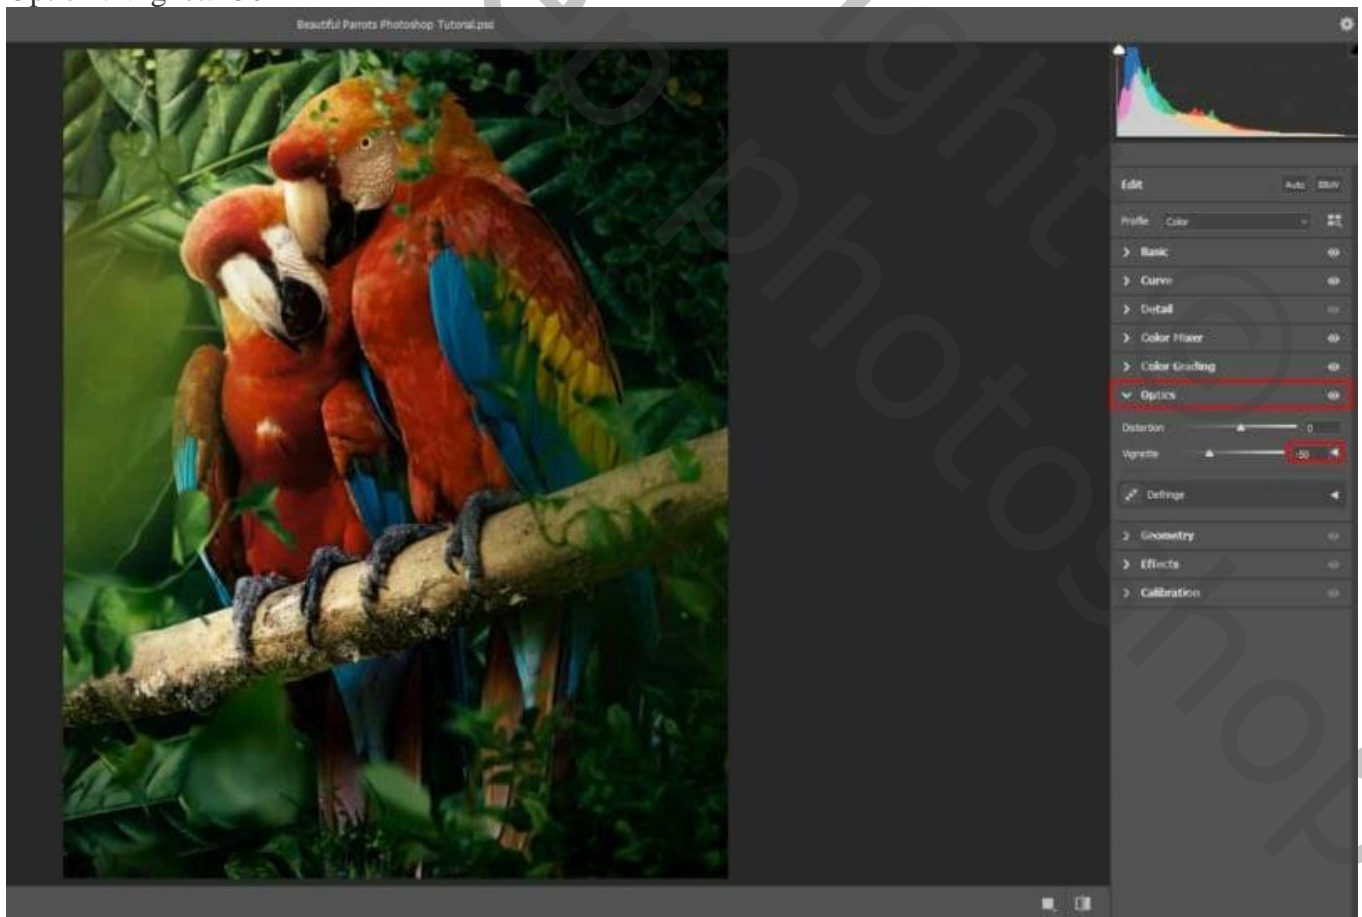 Beautiful Parrots Photoshop Tutorial.psd
Edit
Auto B&W
Profile Color
Basic
Curve
Detail
Color Mixer
Color Grading
Optics
Distortion 0
Vignette -50
Defringe
Geometry
Effects
Calibration